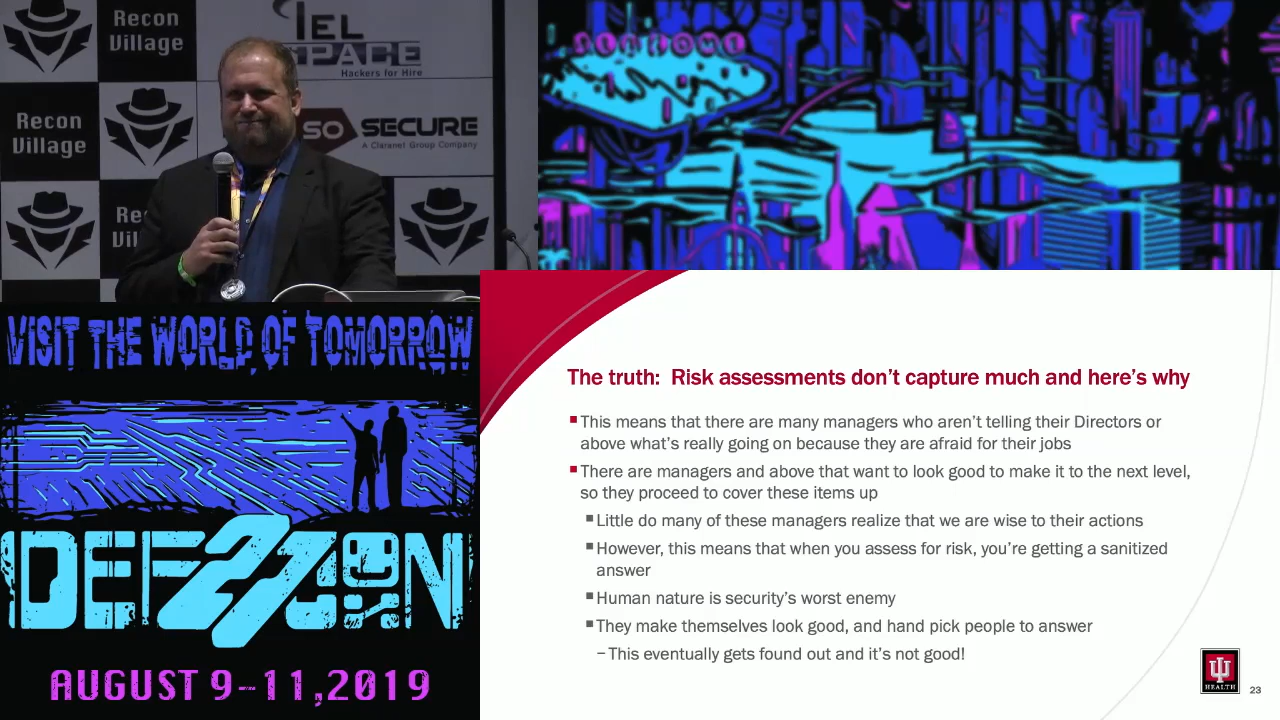 Recon
Village
IEL
SPACE
Hackers for Hire
Recon
Village
SO
SECURE
A Claranet Group Company
Re
Vil
WELCOME
VISIT THE WORLD OF TOMORROW
DEF27CON
AUGUST 9-11,2019
The truth: Risk assessments don't capture much and here's why
▪This means that there are many managers who aren't telling their Directors or
above what's really going on because they are afraid for their jobs
▪There are managers and above that want to look good to make it to the next level,
so they proceed to cover these items up
▪Little do many of these managers realize that we are wise to their actions
▪However, this means that when you assess for risk, you're getting a sanitized
answer
▪Human nature is security's worst enemy
▪They make themselves look good, and hand pick people to answer
–This eventually gets found out and it's not good!
HEALTH
23